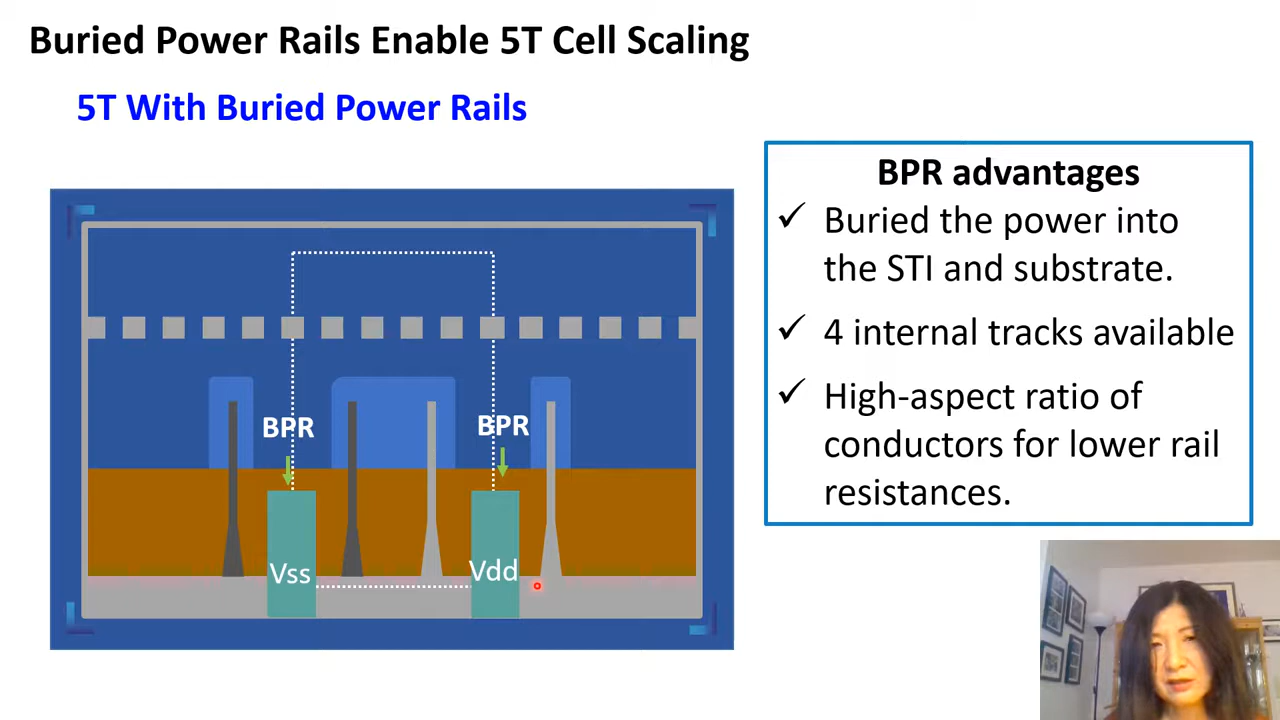 Buried Power Rails Enable 5T Cell Scaling
5T With Buried Power Rails
BPR
BPR
Vss
Vdd
BPR advantages
✓ Buried the power into
the STI and substrate.
✓ 4 internal tracks available
✓ High-aspect ratio of
conductors for lower rail
resistances.